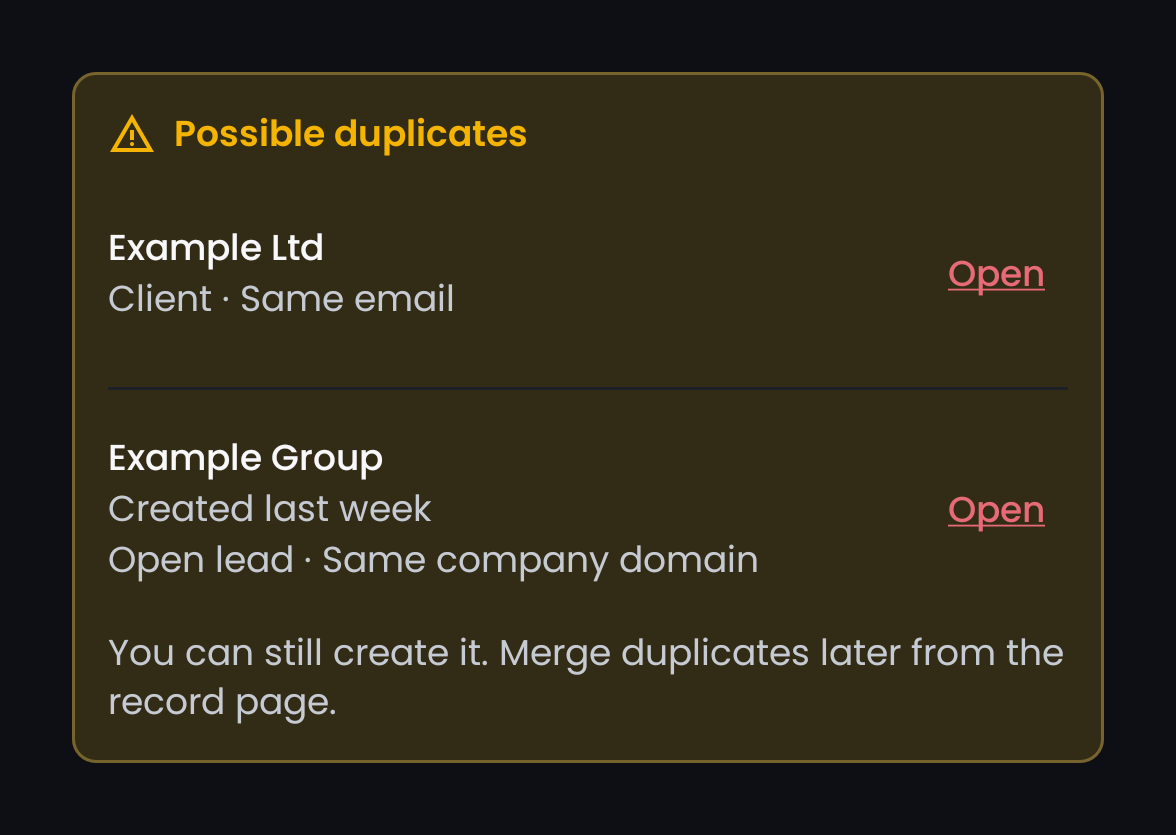 Possible duplicates
Example Ltd
Client · Same email
Open
Example Group
Created last week
Open lead · Same company domain
Open
You can still create it. Merge duplicates later from the
record page.